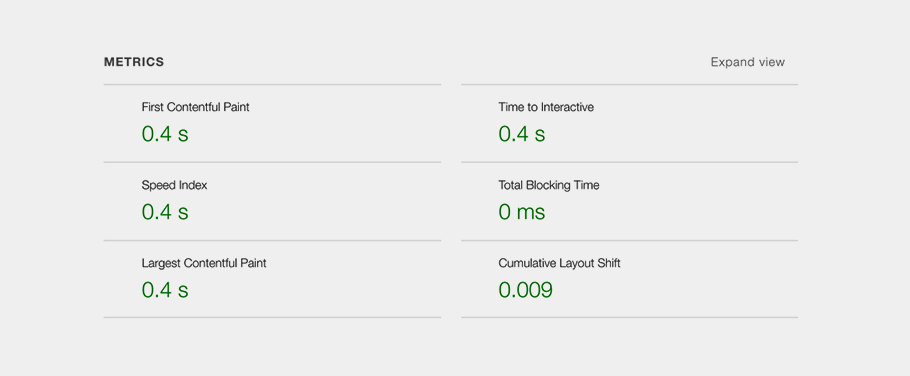 METRICS
Expand view
First Contentful Paint
0.4 s
Time to Interactive
0.4 s
Speed Index
0.4 s
Total Blocking Time
0 ms
Largest Contentful Paint
0.4 s
Cumulative Layout Shift
0.009